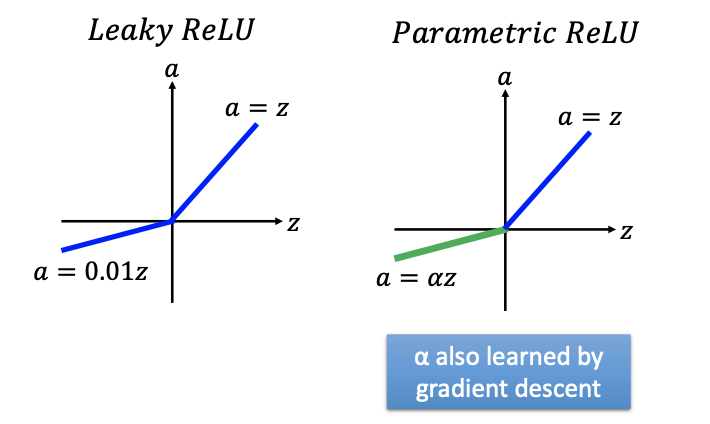 Leaky ReLU
a
a = z
z
a = 0.01z
Parametric ReLU
a
a = z
z
a = αz
α also learned by
gradient descent